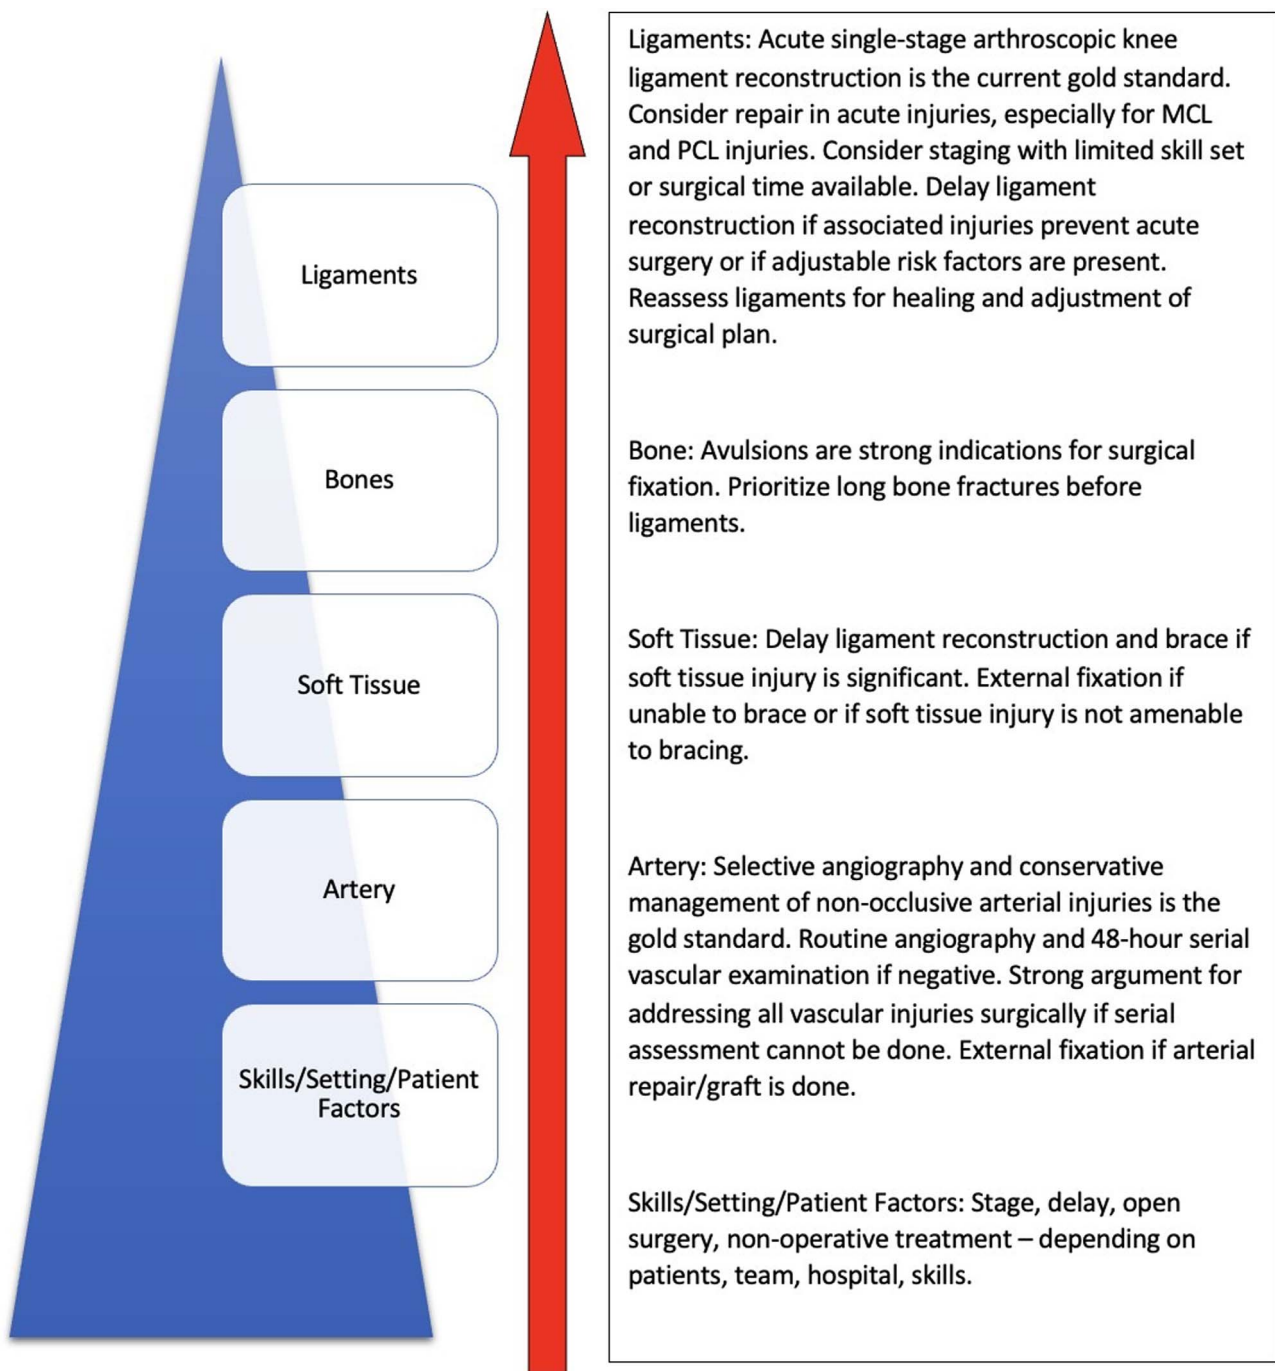 Ligaments
Bones
Soft Tissue
Artery
Skills/Setting/Patient
Factors
Ligaments: Acute single-stage arthroscopic knee
ligament reconstruction is the current gold standard.
Consider repair in acute injuries, especially for MCL
and PCL injuries. Consider staging with limited skill set
or surgical time available. Delay ligament
reconstruction if associated injuries prevent acute
surgery or if adjustable risk factors are present.
Reassess ligaments for healing and adjustment of
surgical plan.
Bone: Avulsions are strong indications for surgical
fixation. Prioritize long bone fractures before
ligaments.
Soft Tissue: Delay ligament reconstruction and brace if
soft tissue injury is significant. External fixation if
unable to brace or if soft tissue injury is not amenable
to bracing.
Artery: Selective angiography and conservative
management of non-occlusive arterial injuries is the
gold standard. Routine angiography and 48-hour serial
vascular examination if negative. Strong argument for
addressing all vascular injuries surgically if serial
assessment cannot be done. External fixation if arterial
repair/graft is done.
Skills/Setting/Patient Factors: Stage, delay, open
surgery, non-operative treatment – depending on
patients, team, hospital, skills.